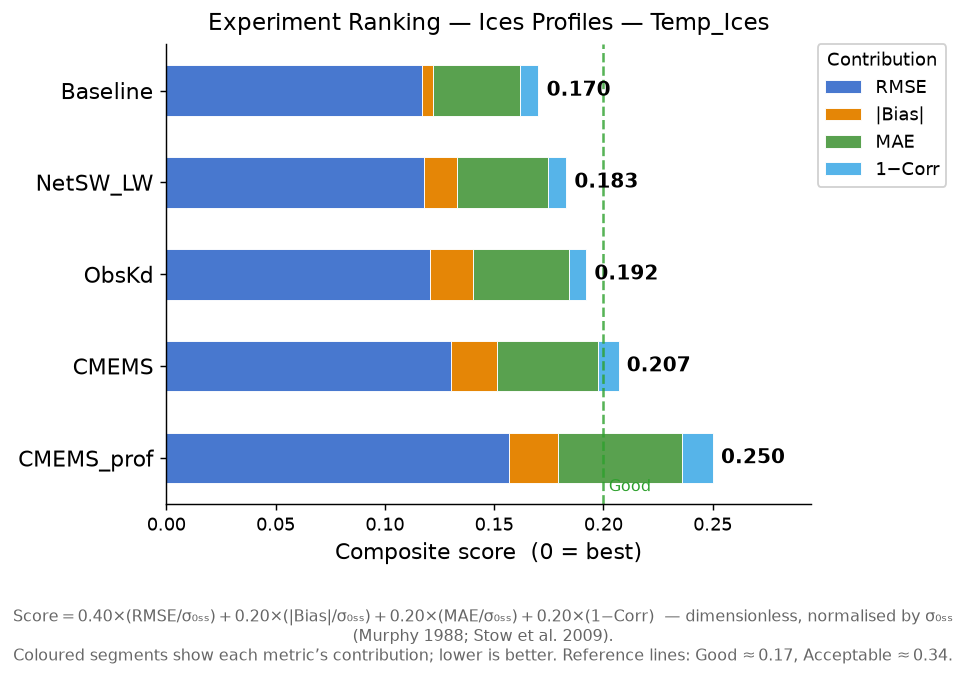 Experiment Ranking — Ices Profiles — Temp_Ices
Contribution
RMSE
|Bias|
MAE
1−Corr
Baseline
0.170
NetSW_LW
0.183
ObsKd
0.192
CMEMS
0.207
CMEMS_prof
0.250
Good
0.00 0.05 0.10 0.15 0.20 0.25
Composite score (0 = best)
Score = 0.40×(RMSE/σ₀ₛₛ) + 0.20×(|Bias|/σ₀ₛₛ) + 0.20×(MAE/σ₀ₛₛ) + 0.20×(1−Corr) — dimensionless, normalised by σ₀ₛₛ
(Murphy 1988; Stow et al. 2009).
Coloured segments show each metric’s contribution; lower is better. Reference lines: Good ≈ 0.17, Acceptable ≈ 0.34.